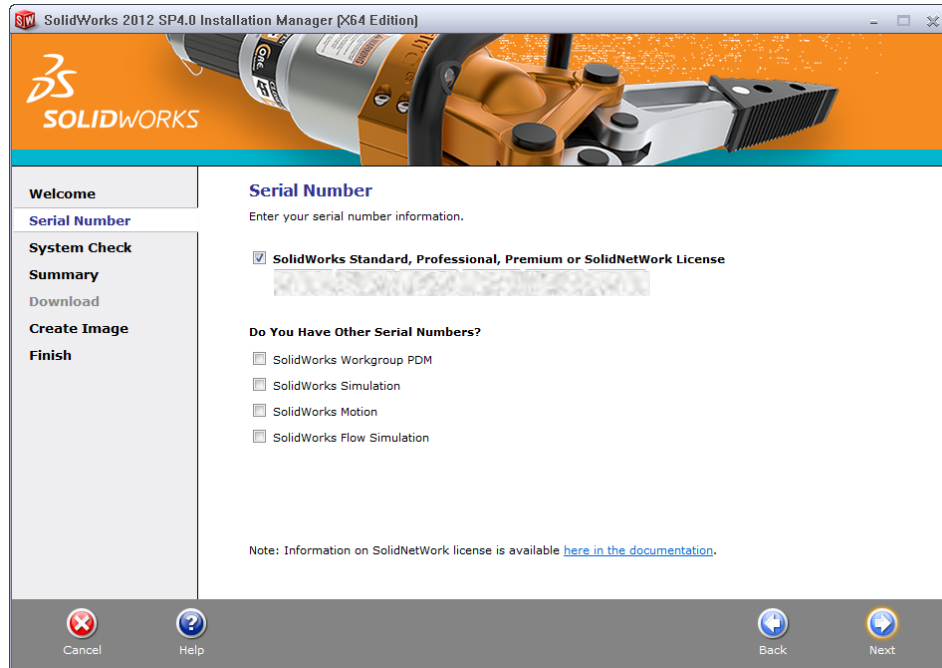 SolidWorks 2012 SP4.0 Installation Manager (X64 Edition)
SOLIDWORKS
CORE
WARNING
Welcome
Serial Number
System Check
Summary
Download
Create Image
Finish
Serial Number
Enter your serial number information.
SolidWorks Standard, Professional, Premium or SolidNetWork License
Do You Have Other Serial Numbers?
SolidWorks Workgroup PDM
SolidWorks Simulation
SolidWorks Motion
SolidWorks Flow Simulation
Note: Information on SolidNetWork license is available here in the documentation.
Cancel
Help
Back
Next